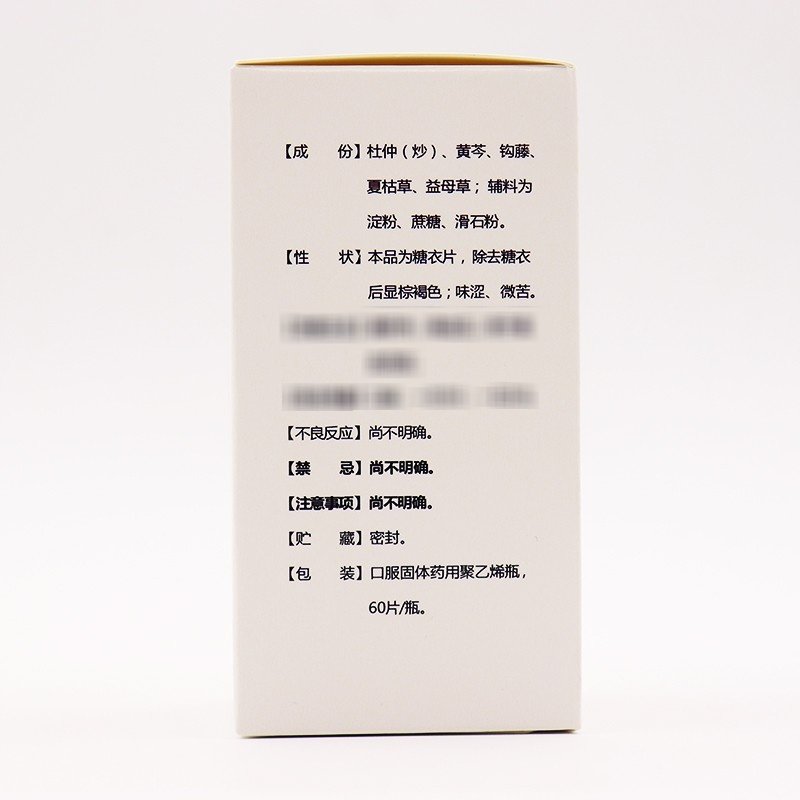 【成　份】杜仲（炒）、黄芩、钩藤、
夏枯草、益母草；辅料为
淀粉、蔗糖、滑石粉。
【性　状】本品为糖衣片，除去糖衣
后显棕褐色；味涩、微苦。
【不良反应】尚不明确。
【禁　忌】尚不明确。
【注意事项】尚不明确。
【贮　藏】密封。
【包　装】口服固体药用聚乙烯瓶，
60片/瓶。